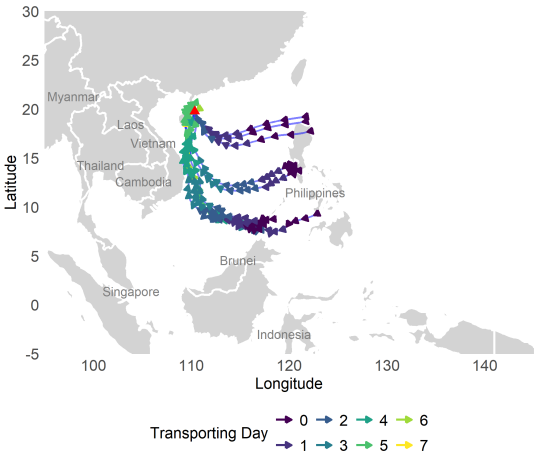 30
25
20
15
10
5
0
-5
Latitude
Myanmar
Laos
Vietnam
Thailand
Cambodia
Philippines
Brunei
Singapore
Indonesia
100 110 120 130 140
Longitude
Transporting Day 0 2 4 6
1 3 5 7